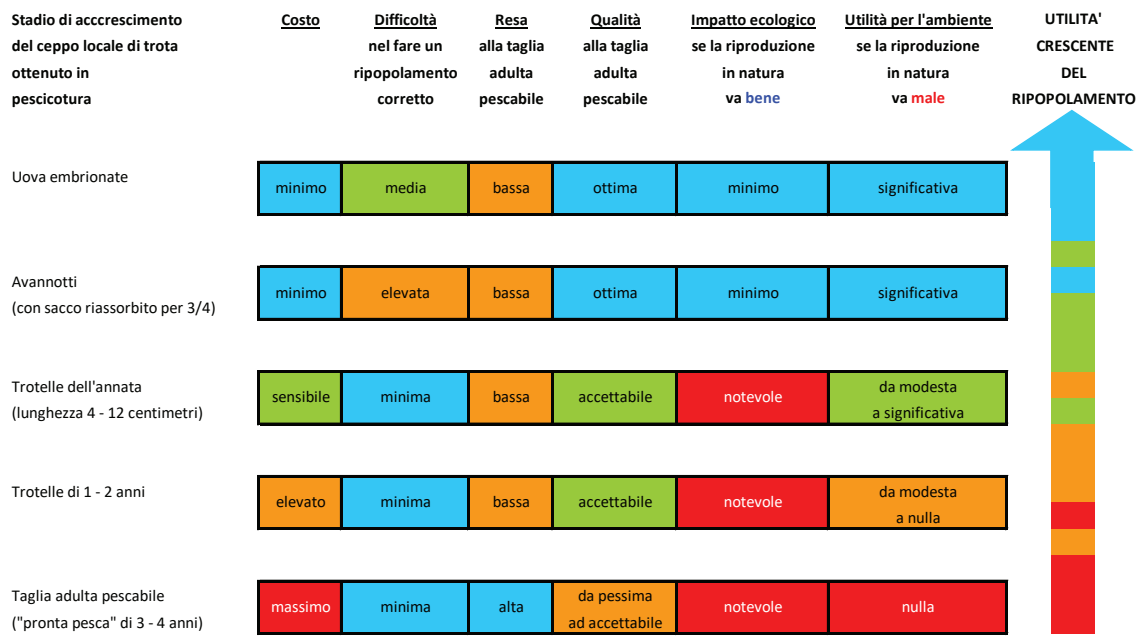 Stadio di acccrescimento
del ceppo locale di trota
ottenuto in
pescicotura
Costo
Difficoltà
nel fare un
ripopolamento
corretto
Resa
alla taglia
adulta
pescabile
Qualità
alla taglia
adulta
pescabile
Impatto ecologico
se la riproduzione
in natura
va bene
Utilità per l'ambiente
se la riproduzione
in natura
va male
UTILITA'
CRESCENTE
DEL
RIPOPOLAMENTO
Uova embrionate
minimo
media
bassa
ottima
minimo
significativa
Avannotti
(con sacco riassorbito per 3/4)
minimo
elevata
bassa
ottima
minimo
significativa
Trotelle dell'annata
(lunghezza 4 - 12 centimetri)
sensibile
minima
bassa
accettabile
notevole
da modesta
a significativa
Trotelle di 1 - 2 anni
elevato
minima
bassa
accettabile
notevole
da modesta
a nulla
Taglia adulta pescabile
("pronta pesca" di 3 - 4 anni)
massimo
minima
alta
da pessima
ad accettabile
notevole
nulla